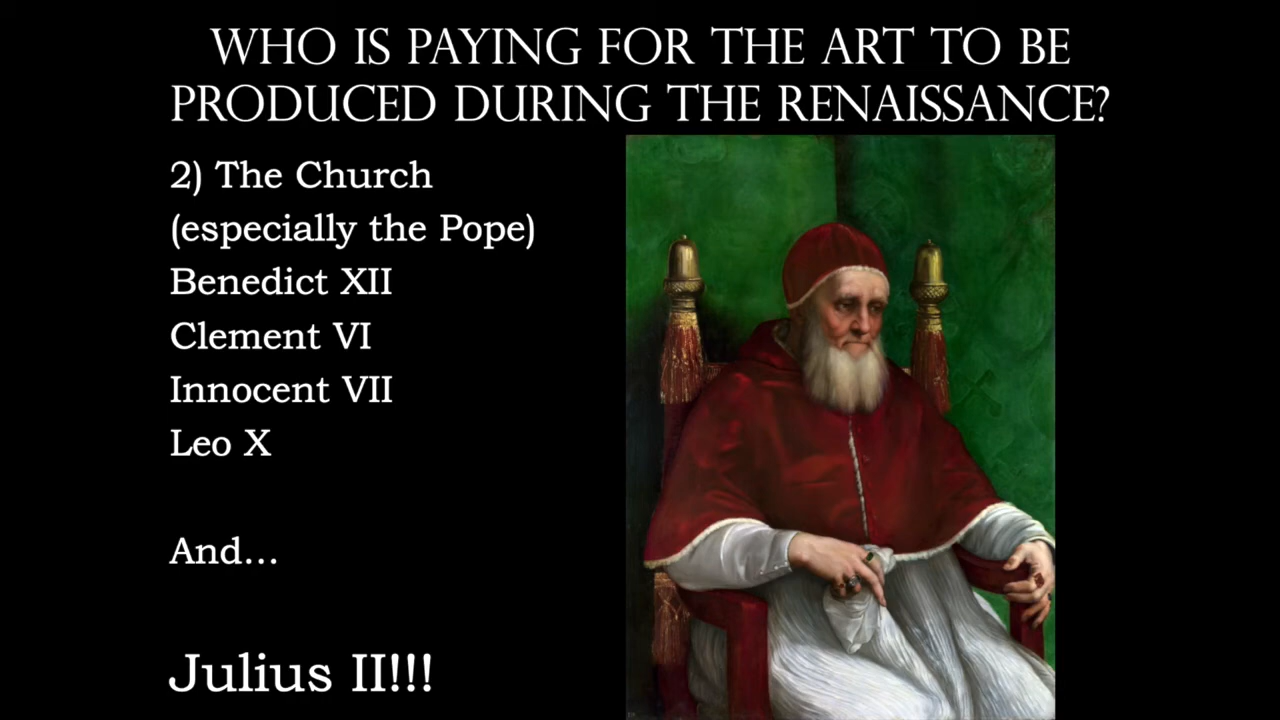 WHO IS PAYING FOR THE ART TO BE
PRODUCED DURING THE RENAISSANCE?
2) The Church
(especially the Pope)
Benedict XII
Clement VI
Innocent VII
Leo X
And...
Julius II!!!